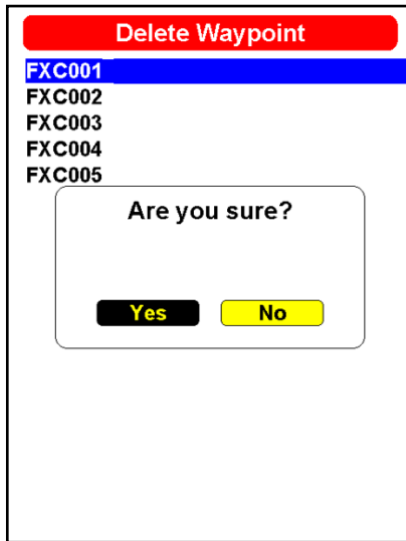 Delete Waypoint
FXC001
FXC002
FXC003
FXC004
FXC005
Are you sure?
Yes No